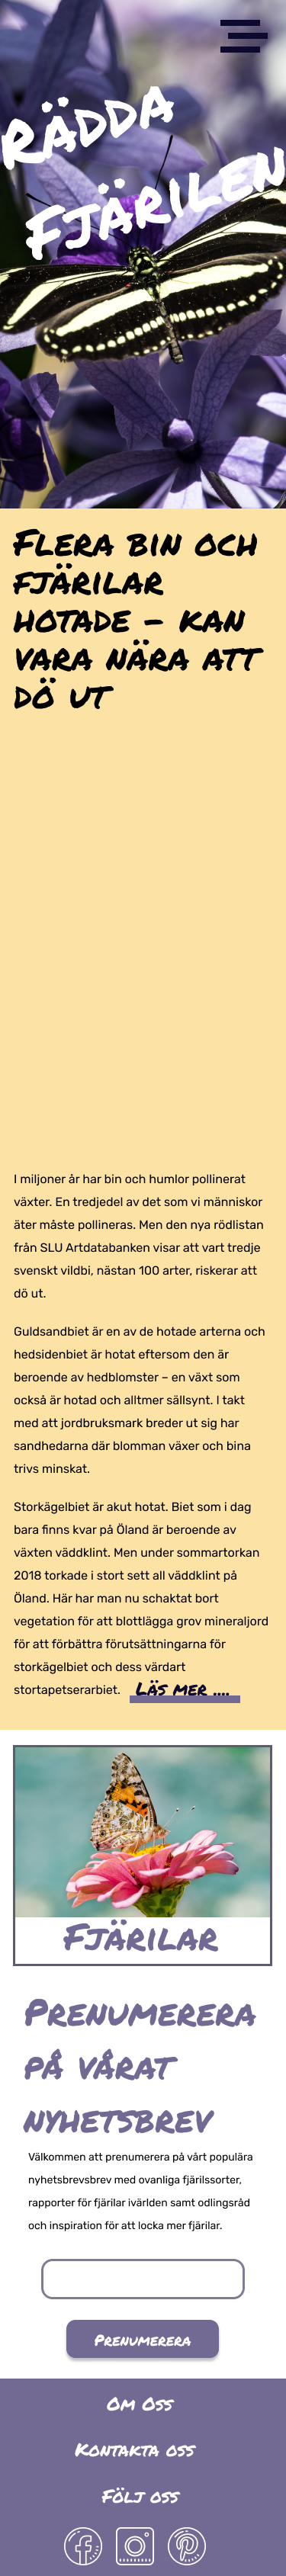 Rädda
Fjärilen
Flera bin och
fjärilar
hotade – kan
vara nära att
dö ut
I miljoner år har bin och humlor pollinerat
växter. En tredjedel av det som vi människor
äter måste pollineras. Men den nya rödlistan
från SLU Artdatabanken visar att vart tredje
svenskt vildbi, nästan 100 arter, riskerar att
dö ut.
Guldsandbiet är en av de hotade arterna och
hedsidenbiet är hotat eftersom den är
beroende av hedblomster – en växt som
också är hotad och alltmer sällsynt. I takt
med att jordbruksmark breder ut sig har
sandhedarna där blomman växer och bina
trivs minskat.
Storkägelbiet är akut hotat. Biet som i dag
bara finns kvar på Öland är beroende av
växten väddklint. Men under sommartorkan
2018 torkade i stort sett all väddklint på
Öland. Här har man nu schaktat bort
vegetation för att blottlägga grov mineraljord
för att förbättra förutsättningarna för
storkägelbiet och dess värdart
stortapetserarbiet. Läs mer ....
Fjärilar
Prenumerera
på vårat
nyhetsbrev
Välkommen att prenumerera på vårt populära
nyhetsbrevsbrev med ovanliga fjärilssorter,
rapporter för fjärilar ivärlden samt odlingsråd
och inspiration för att locka mer fjärilar.
Prenumerera
Om Oss
Kontakta oss
Följ oss